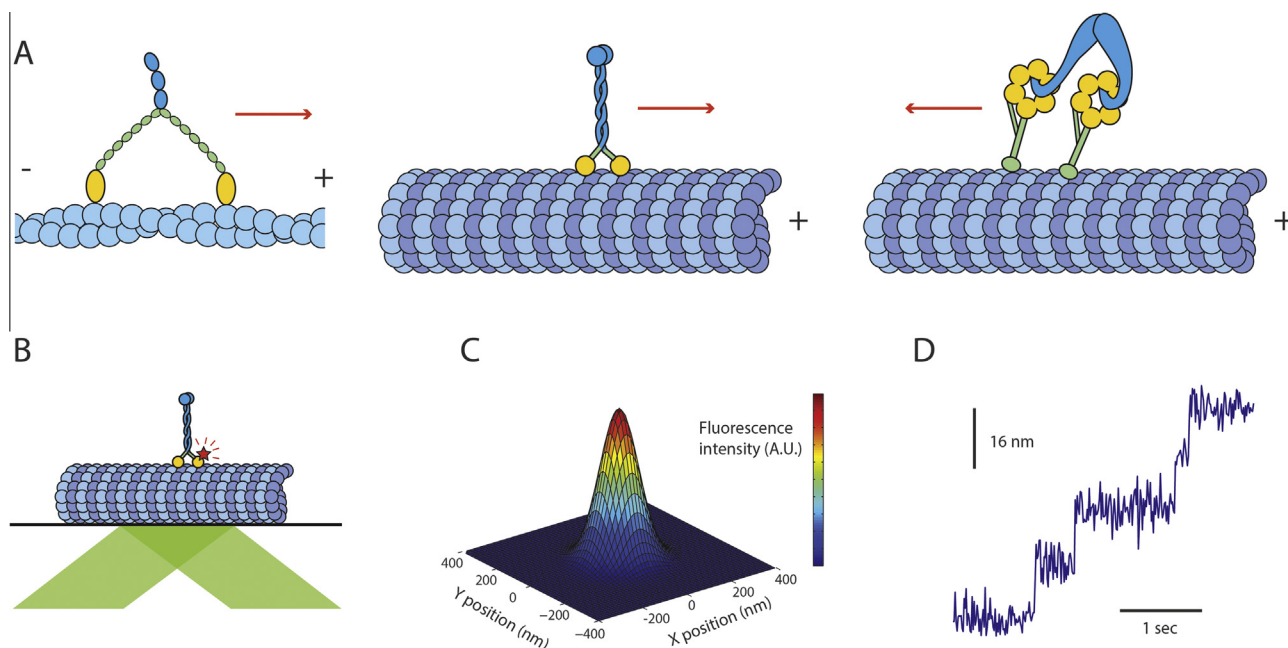 A
-
+
+
+
B
C
D
Fluorescence
intensity (A.U.)
400
200
0
−200
−400
Y position (nm)
400
200
0
−200
X position (nm)
16 nm
1 sec